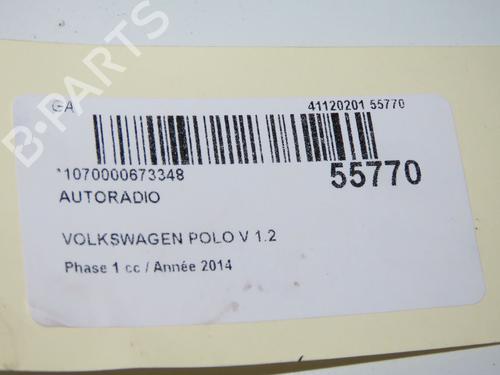 GA
41120201 55770
*1070000673348
55770
AUTORADIO
VOLKSWAGEN POLO V 1.2
Phase 1 cc / Année 2014
B-PARTS